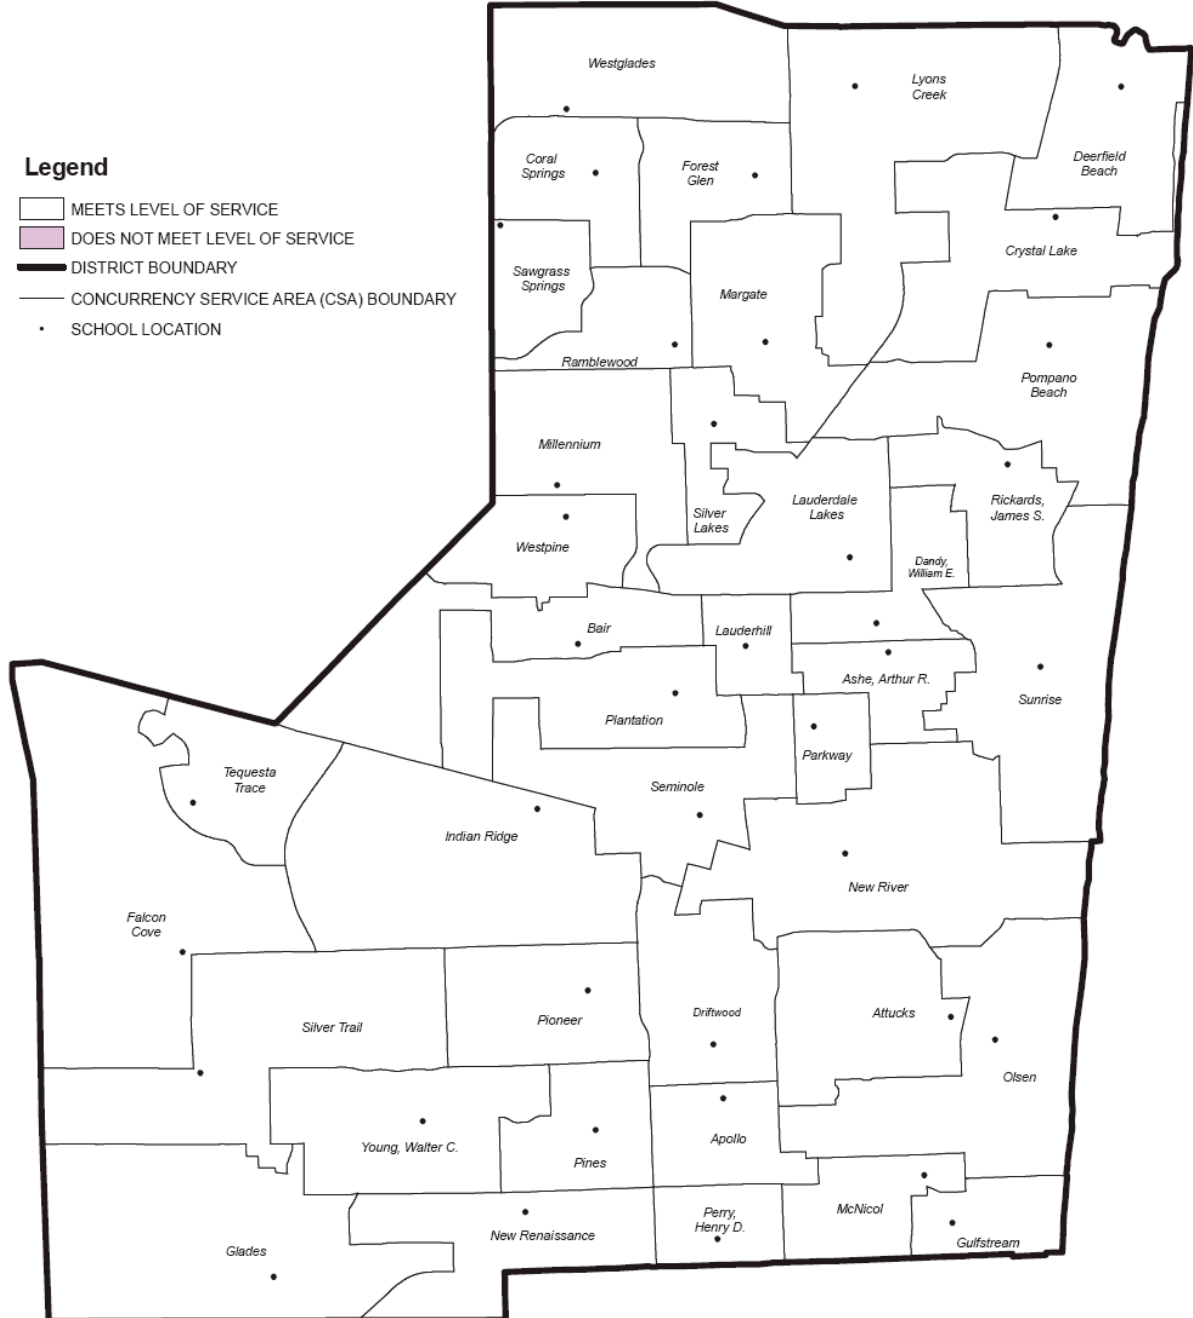 Westglades
Lyons
Creek
Legend
Coral
Springs
Forest
Glen
Deerfield
Beach
MEETS LEVEL OF SERVICE
DOES NOT MEET LEVEL OF SERVICE
DISTRICT BOUNDARY
CONCURRENCY SERVICE AREA (CSA) BOUNDARY
SCHOOL LOCATION
Sawgrass
Springs
Crystal Lake
Margate
Ramblewood
Pompano
Beach
Millennium
Silver
Lakes
Lauderdale
Lakes
Rickards,
James S.
Westpine
Dandy,
William E.
Bair
Lauderhill
Ashe, Arthur R.
Sunrise
Plantation
Parkway
Tequesta
Trace
Seminole
Indian Ridge
New River
Falcon
Cove
Silver Trail
Pioneer
Driftwood
Attucks
Olsen
Young, Walter C.
Pines
Apollo
Perry,
Henry D.
McNicol
New Renaissance
Gulfstream
Glades